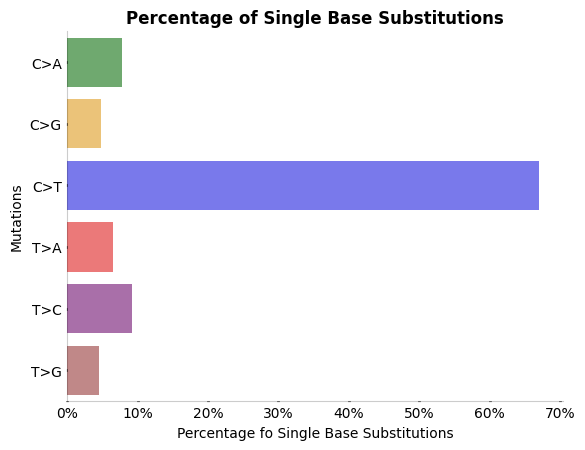 Percentage of Single Base Substitutions
Mutations
C>A
C>G
C>T
T>A
T>C
T>G
0% 10% 20% 30% 40% 50% 60% 70%
Percentage fo Single Base Substitutions